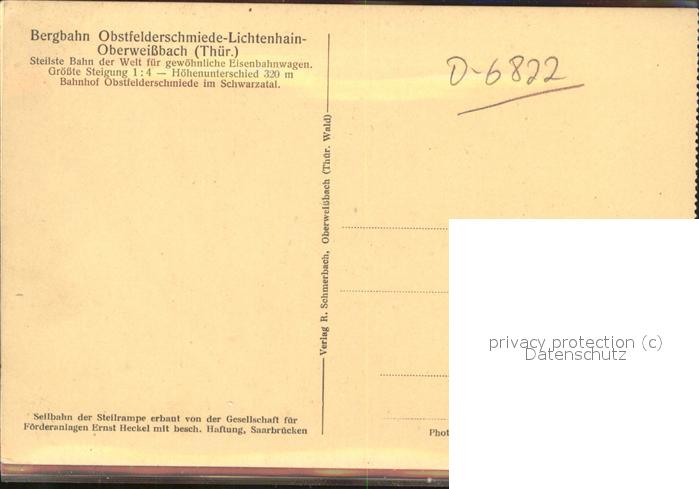 Bergbahn Obstfelderschmiede-Lichtenhain-
Oberweißbach (Thür.)
Steilste Bahn der Welt für gewöhnliche Eisenbahnwagen.
Größte Steigung 1:4 — Höhenunterschied 320 m
Bahnhof Obstfelderschmiede im Schwarzatal.
D-6822
Verlag R. Schmerbach, Oberweißbach (Thür. Wald)
privacy protection (c)
Datenschutz
Seilbahn der Steilrampe erbaut von der Gesellschaft für
Förderanlagen Ernst Heckel mit besch. Haftung, Saarbrücken
Phot